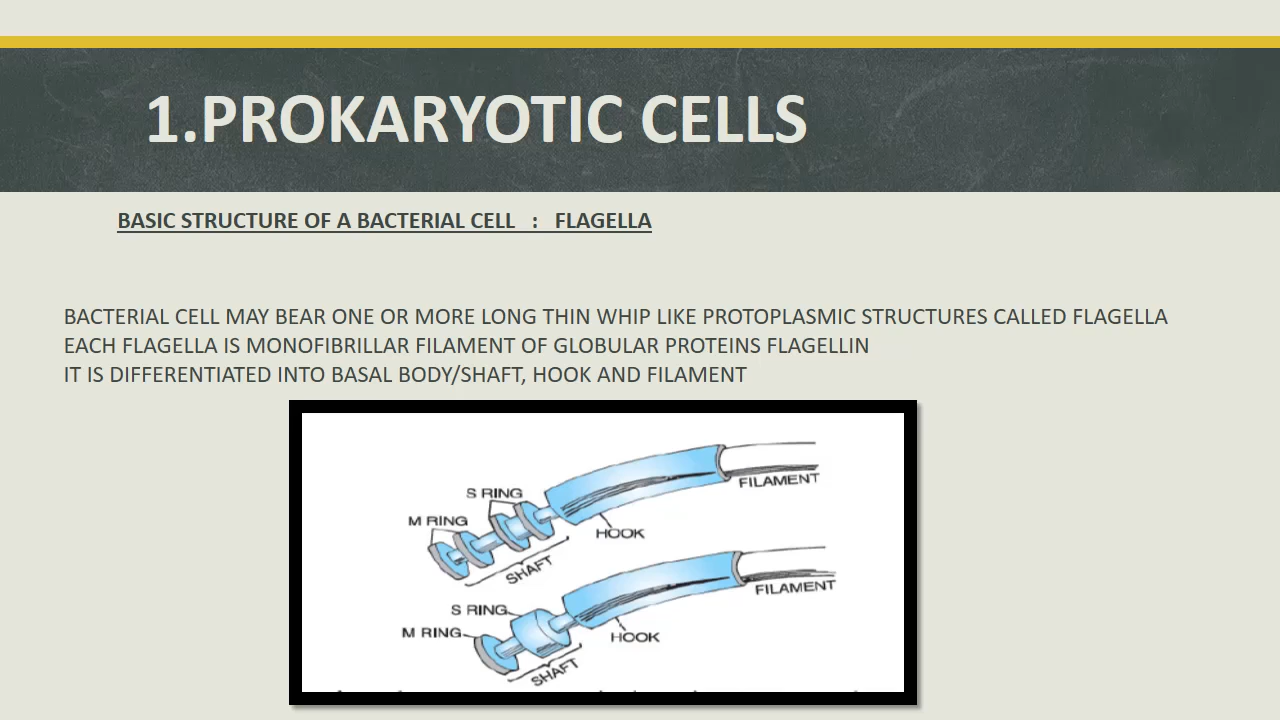 1.PROKARYOTIC CELLS
BASIC STRUCTURE OF A BACTERIAL CELL : FLAGELLA
BACTERIAL CELL MAY BEAR ONE OR MORE LONG THIN WHIP LIKE PROTOPLASMIC STRUCTURES CALLED FLAGELLA
EACH FLAGELLA IS MONOFIBRILLAR FILAMENT OF GLOBULAR PROTEINS FLAGELLIN
IT IS DIFFERENTIATED INTO BASAL BODY/SHAFT, HOOK AND FILAMENT
S RING
M RING
FILAMENT
HOOK
SHAFT
S RING
M RING
FILAMENT
HOOK
SHAFT